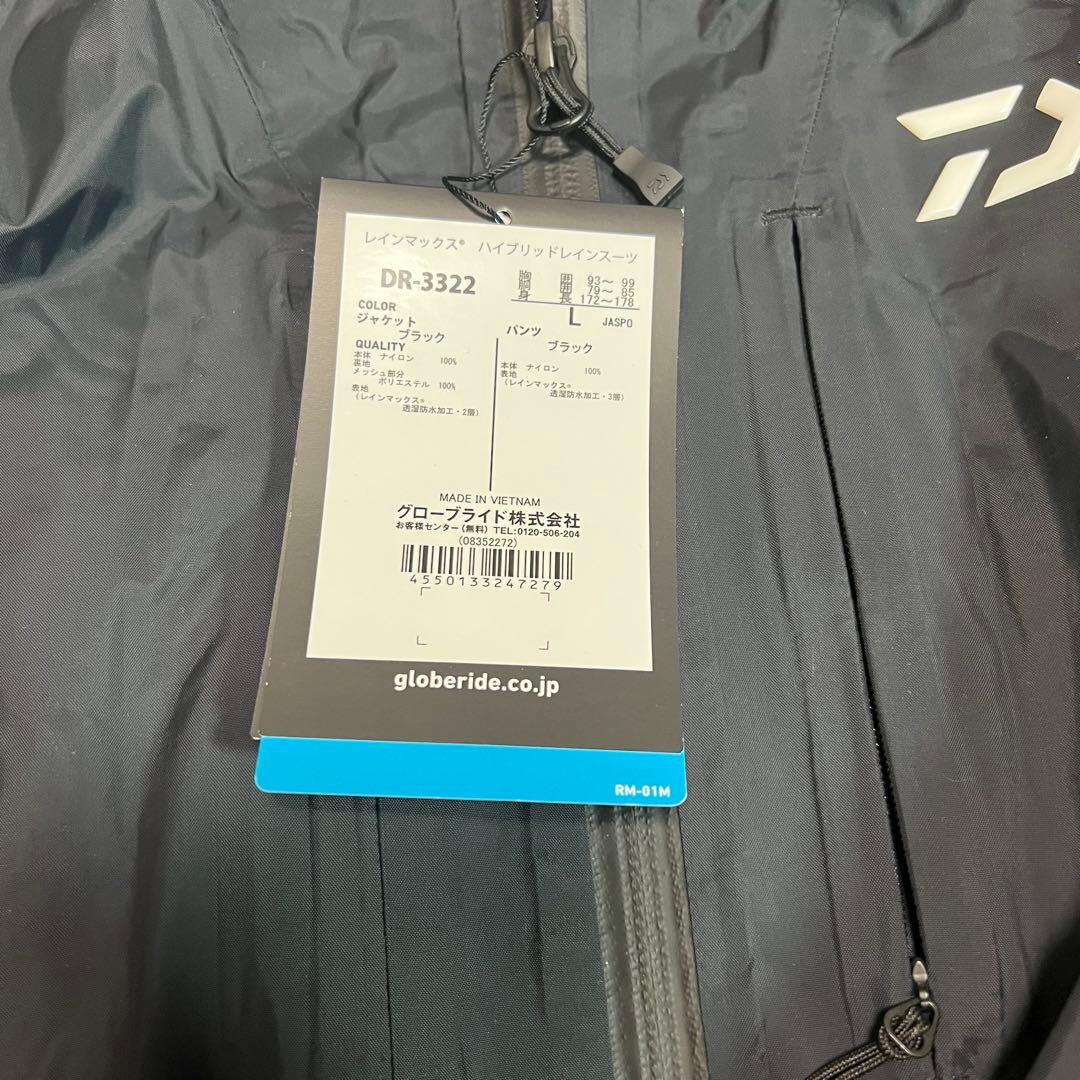 レインマックス® ハイブリッドレインスーツ
DR-3322
胸囲 93～99
胴囲 79～85
身長 172～178
L JASPO
COLOR
ジャケット
ブラック
QUALITY
本体 ナイロン 100%
裏地
メッシュ部分
ポリエステル 100%
表地
(レインマックス®
透湿防水加工・2層)
パンツ
ブラック
本体 ナイロン 100%
表地
(レインマックス®
透湿防水加工・3層)
MADE IN VIETNAM
グローブライド株式会社
お客様センター(無料) TEL:0120-506-204
(08352272)
4550133247279
globeride.co.jp
RM-01M